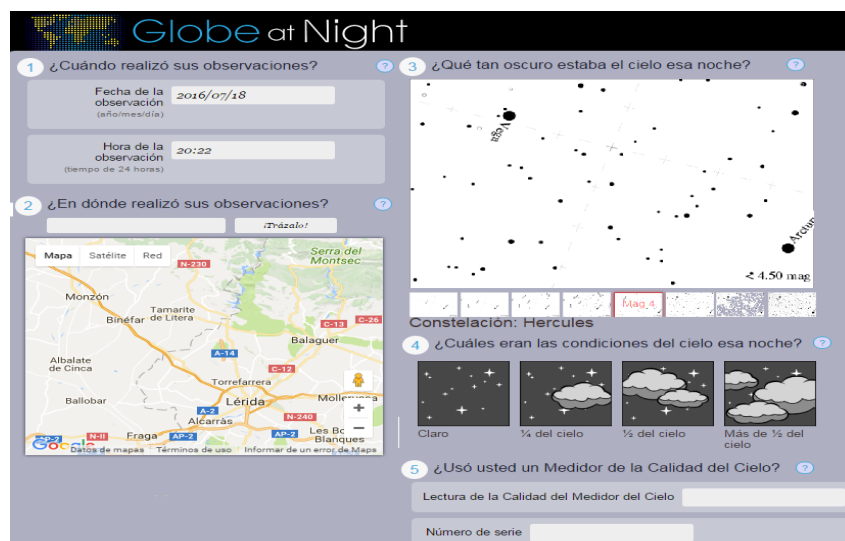 Globe at Night
1 ¿Cuándo realizó sus observaciones? ?
Fecha de la
observación
(año/mes/día)
2016/07/18
Hora de la
observación
(tiempo de 24 horas)
20:22
2 ¿En dónde realizó sus observaciones? ?
¡Trázalo!
Mapa Satélite Red
N-230
Serra del
Montsec
Monzón
Tamarite
de Litera
Binéfar
C-13 C-26
Balaguer
A-14
Albalate
de Cinca
C-12
Torrefarrera
Ballobar
Lérida
Mollerussa
A-2
Alcarràs
N-240
AP-2 N-II Fraga AP-2 AP-2
Les
Blanques
Google
Datos de mapas Términos de uso Informar de un error de Maps
3 ¿Qué tan oscuro estaba el cielo esa noche? ?
Vega
Arctur
< 4.50 mag
Mag 4
Constelación: Hercules
4 ¿Cuáles eran las condiciones del cielo esa noche? ?
Claro
¼ del cielo
½ del cielo
Más de ½ del
cielo
5 ¿Usó usted un Medidor de la Calidad del Cielo? ?
Lectura de la Calidad del Medidor del Cielo
Número de serie